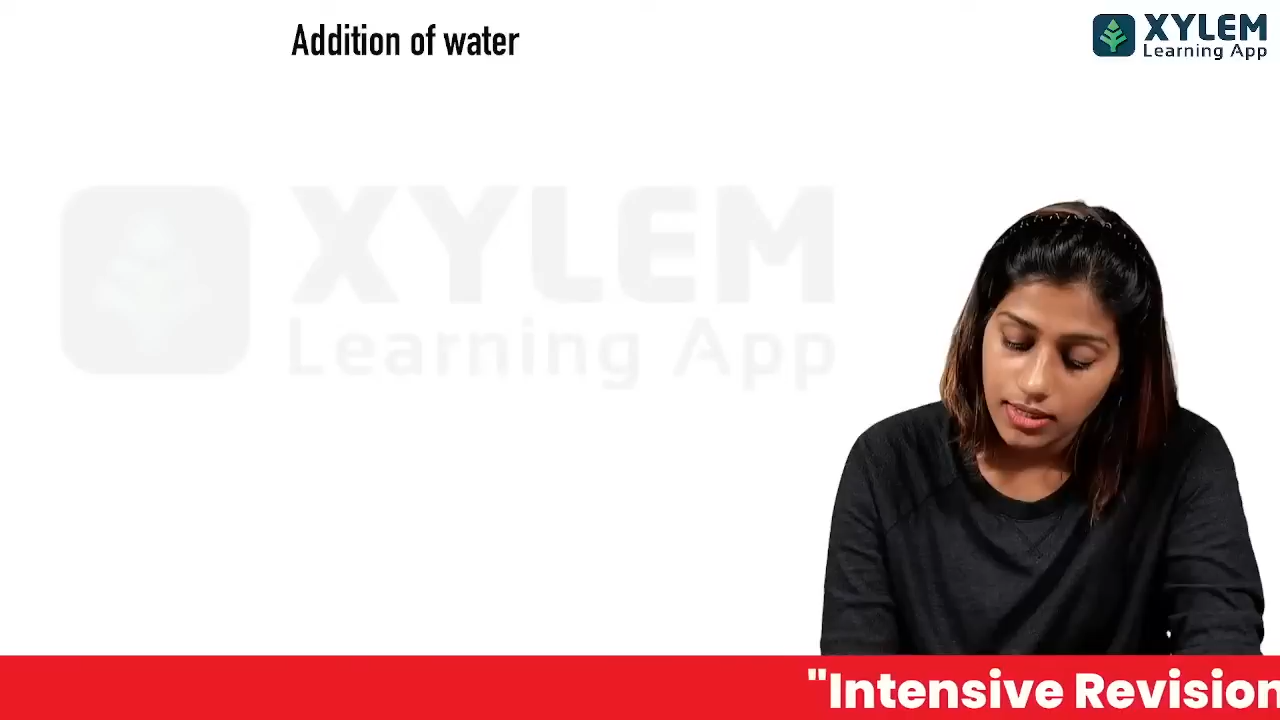 Addition of water
XYLEM
Learning App
XYLEM
Learning App
"Intensive Revision